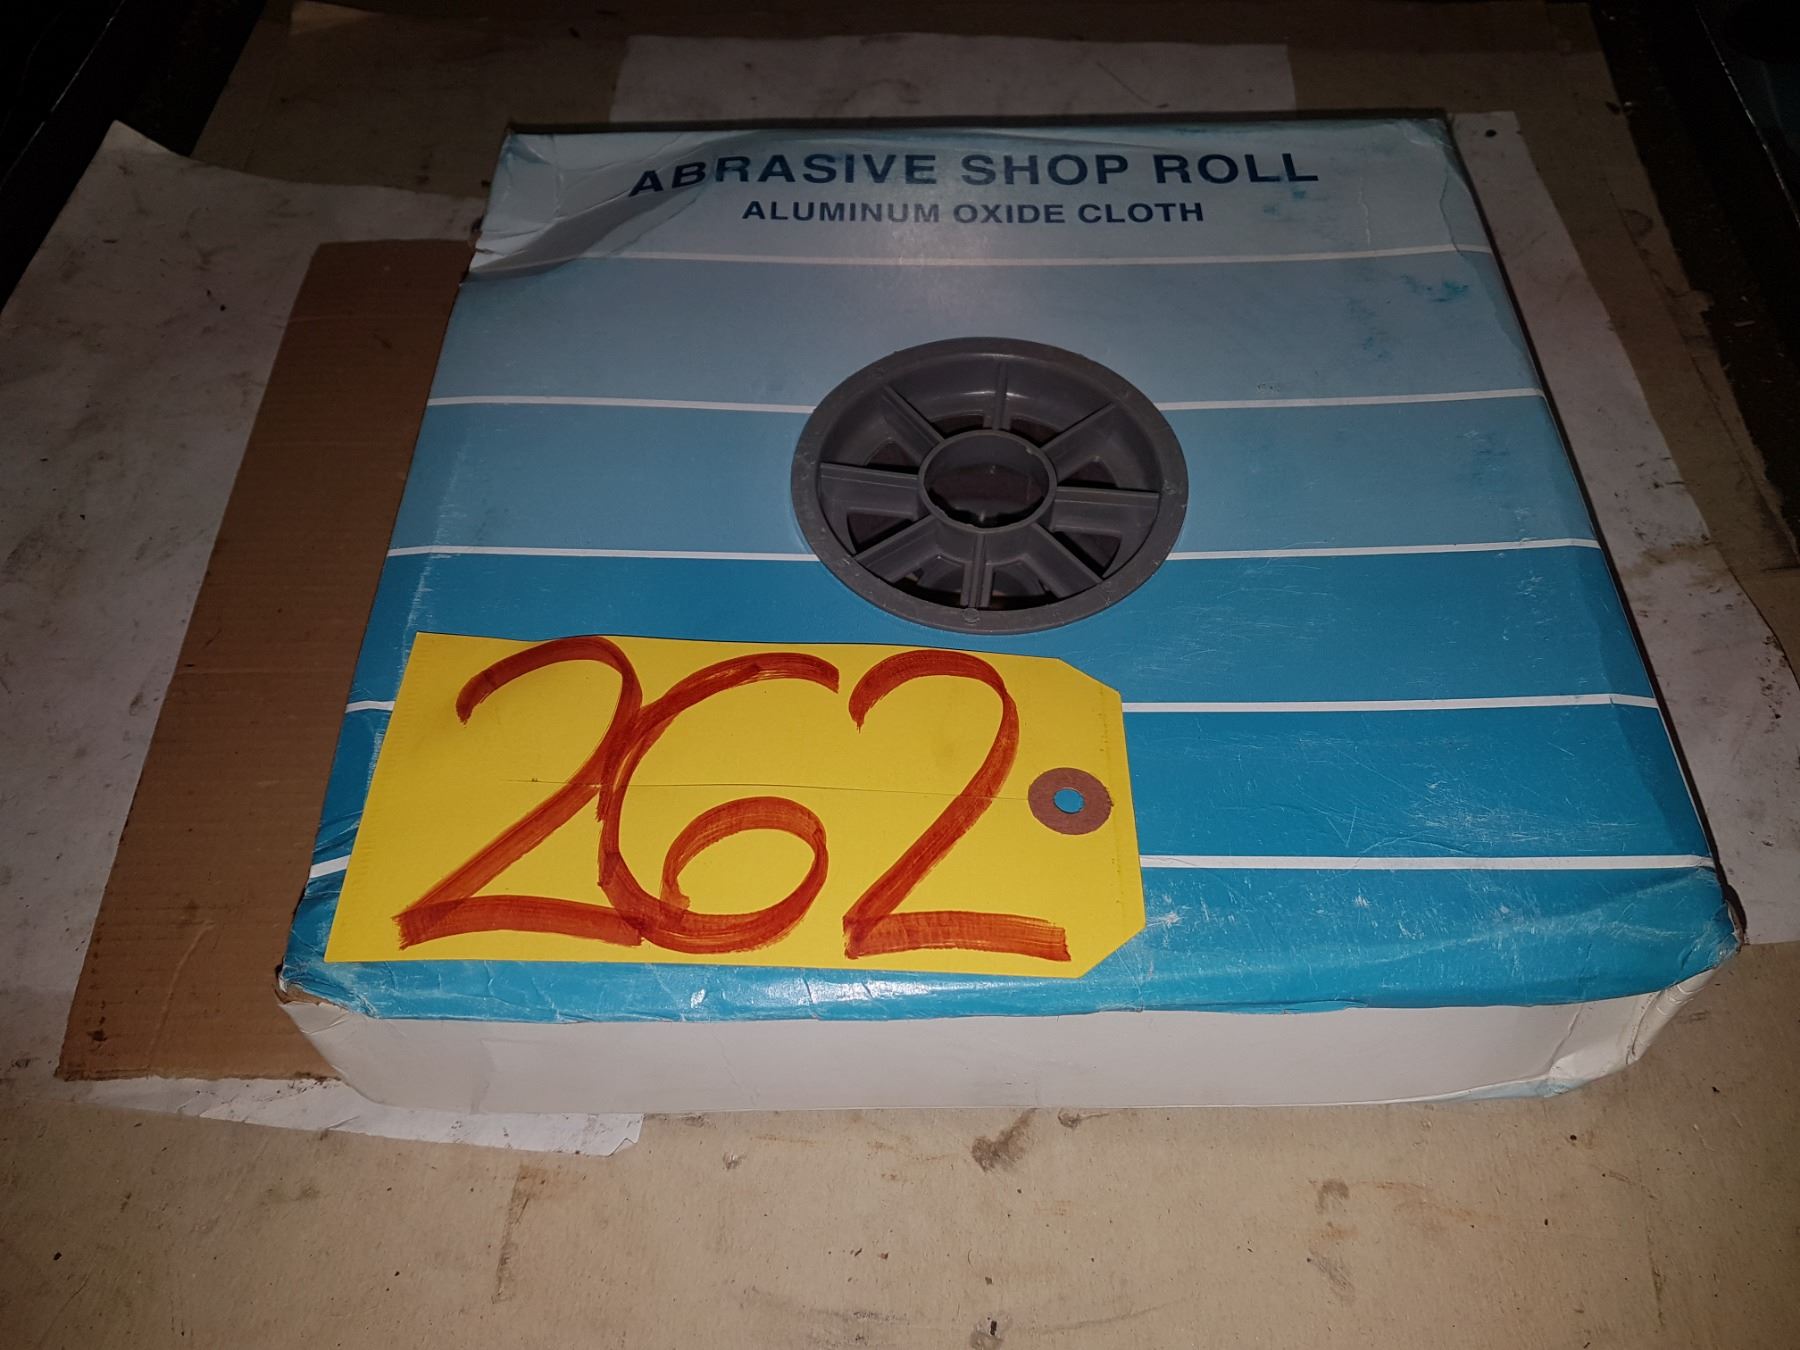 ABRASIVE SHOP ROLL
ALUMINUM OXIDE CLOTH
262